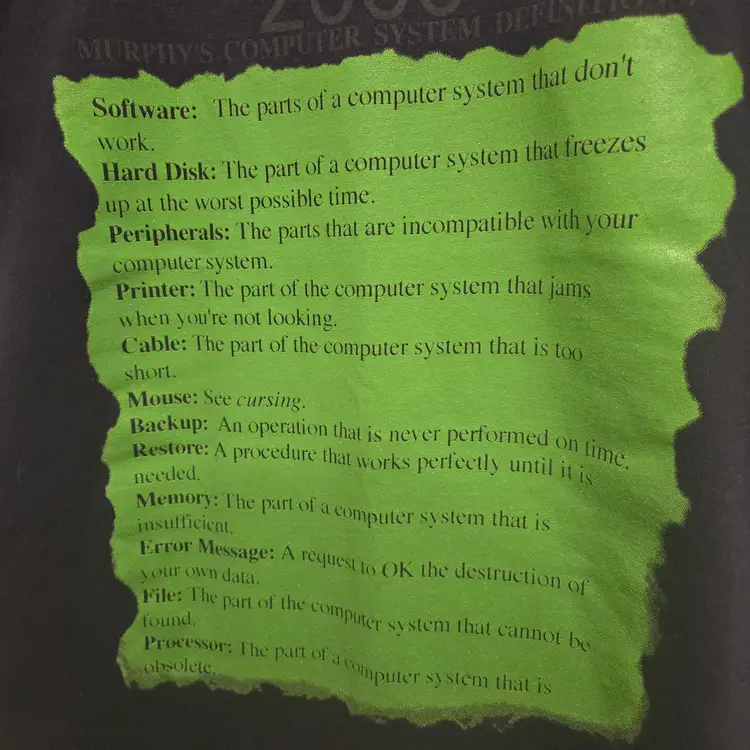 2000
MURPHY'S COMPUTER SYSTEM DEFINITIONS
Software: The parts of a computer system that don't
work.
Hard Disk: The part of a computer system that freezes
up at the worst possible time.
Peripherals: The parts that are incompatible with your
computer system.
Printer: The part of the computer system that jams
when you're not looking.
Cable: The part of the computer system that is too
short.
Mouse: See cursing.
Backup: An operation that is never performed on time.
Restore: A procedure that works perfectly until it is
needed.
Memory: The part of a computer system that is
insufficient.
Error Message: A request to OK the destruction of
your own data.
File: The part of the computer system that cannot be
found.
Processor: The part of a computer system that is
obsolete.